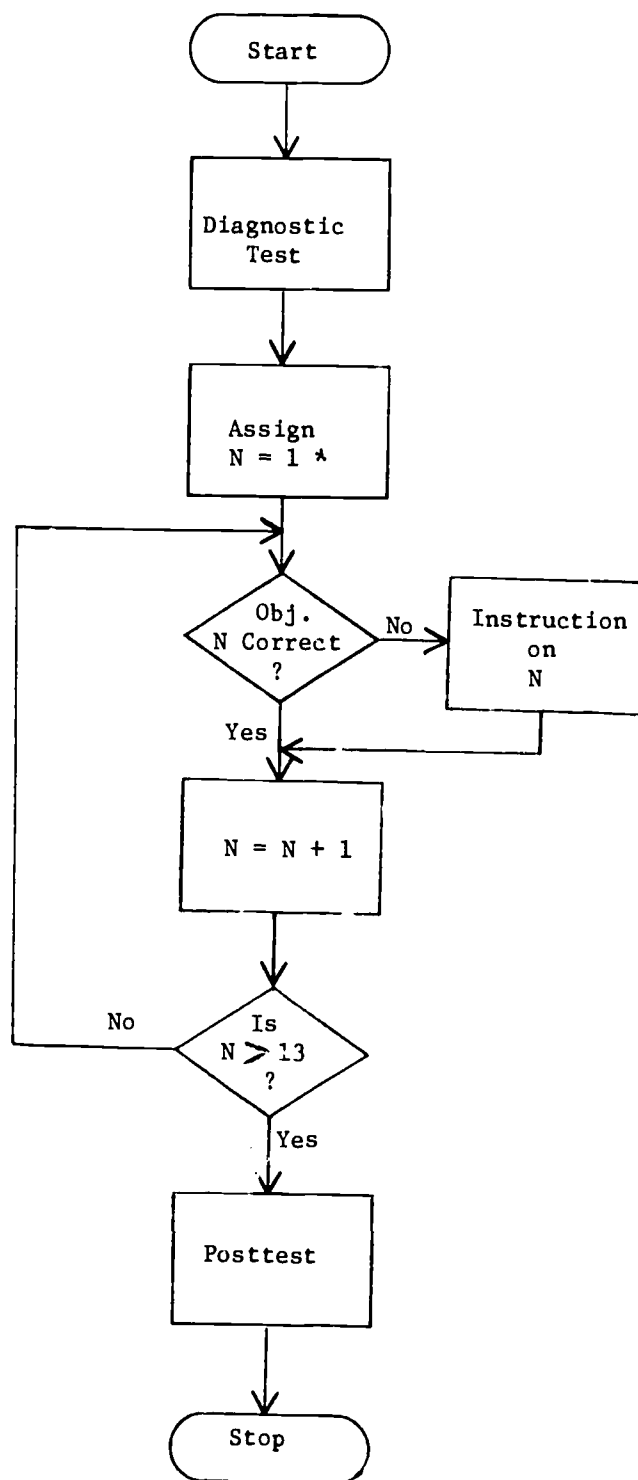 Start
Diagnostic
Test
Assign
N = 1 *
Obj.
N Correct
?
No
Instruction
on
N
Yes
N = N + 1
No
Is
N > 13
?
Yes
Posttest
Stop